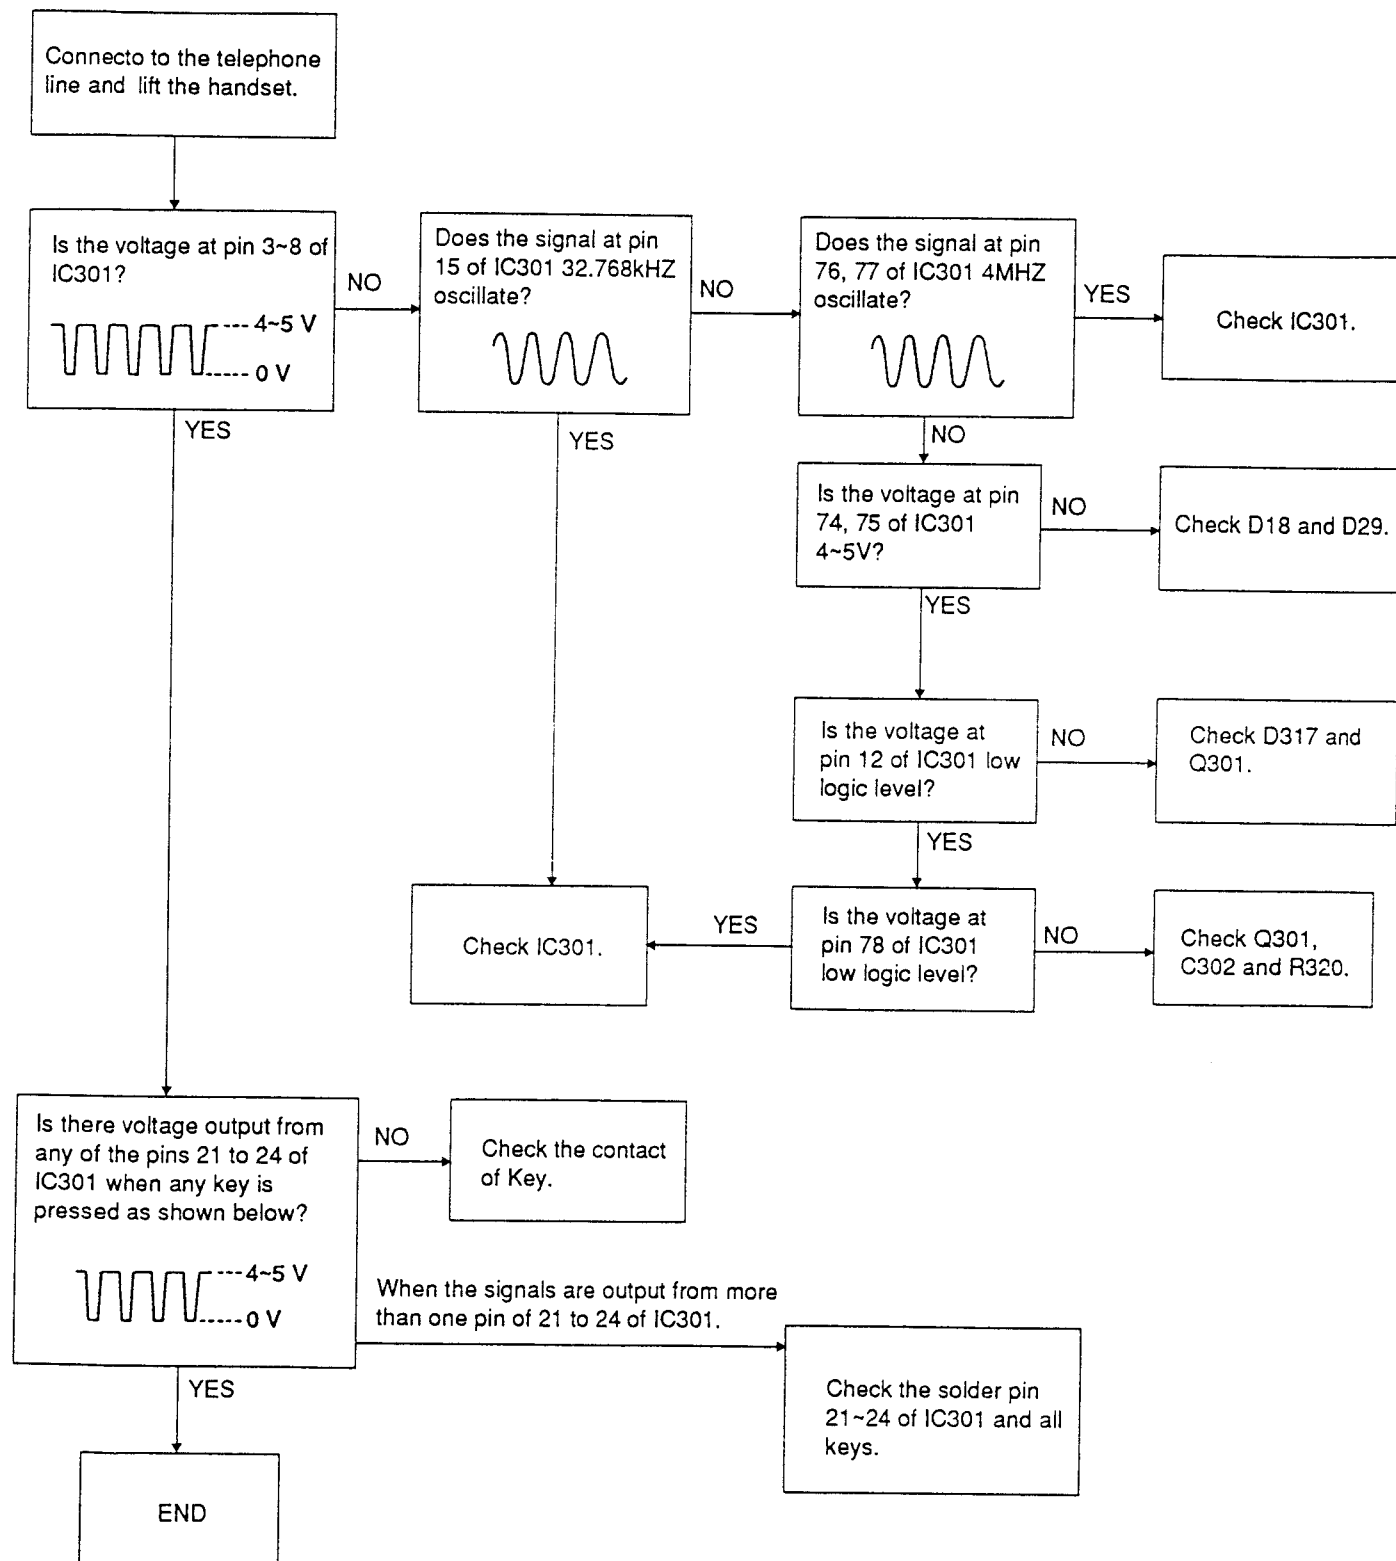 Connecto to the telephone
line and lift the handset.
Is the voltage at pin 3~8 of
IC301?
4~5 V
0 V
NO
YES
Does the signal at pin
15 of IC301 32.768kHZ
oscillate?
NO
YES
Does the signal at pin
76, 77 of IC301 4MHZ
oscillate?
YES
Check IC301.
NO
Is the voltage at pin
74, 75 of IC301
4~5V?
NO
Check D18 and D29.
YES
Is the voltage at
pin 12 of IC301 low
logic level?
NO
Check D317 and
Q301.
YES
Check IC301.
YES
Is the voltage at
pin 78 of IC301
low logic level?
NO
Check Q301,
C302 and R320.
Is there voltage output from
any of the pins 21 to 24 of
IC301 when any key is
pressed as shown below?
4~5 V
0 V
NO
Check the contact
of Key.
When the signals are output from more
than one pin of 21 to 24 of IC301.
Check the solder pin
21~24 of IC301 and all
keys.
YES
END